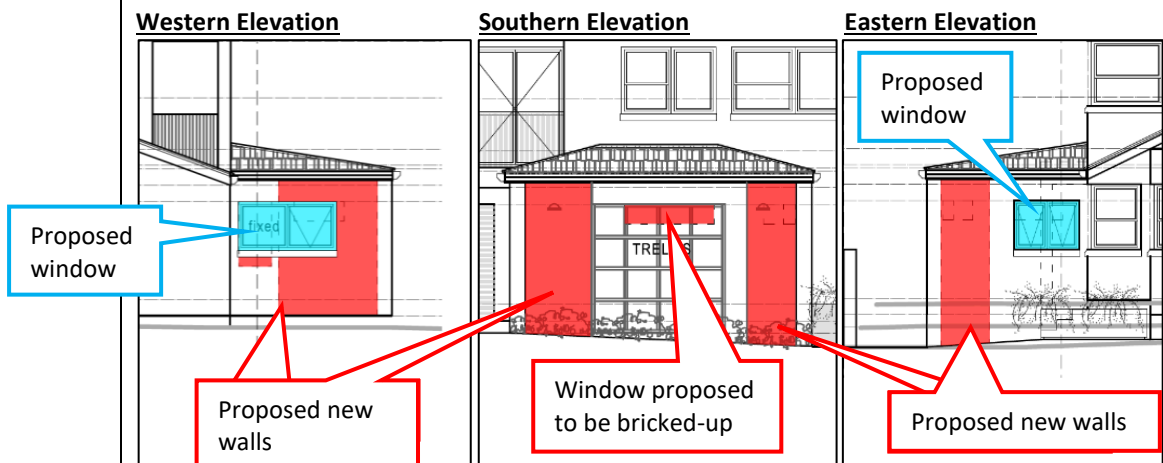 Western Elevation
Southern Elevation
Eastern Elevation
Proposed
window
fixed
Proposed
window
TRELLIS
Proposed new
walls
Window proposed
to be bricked-up
Proposed new walls